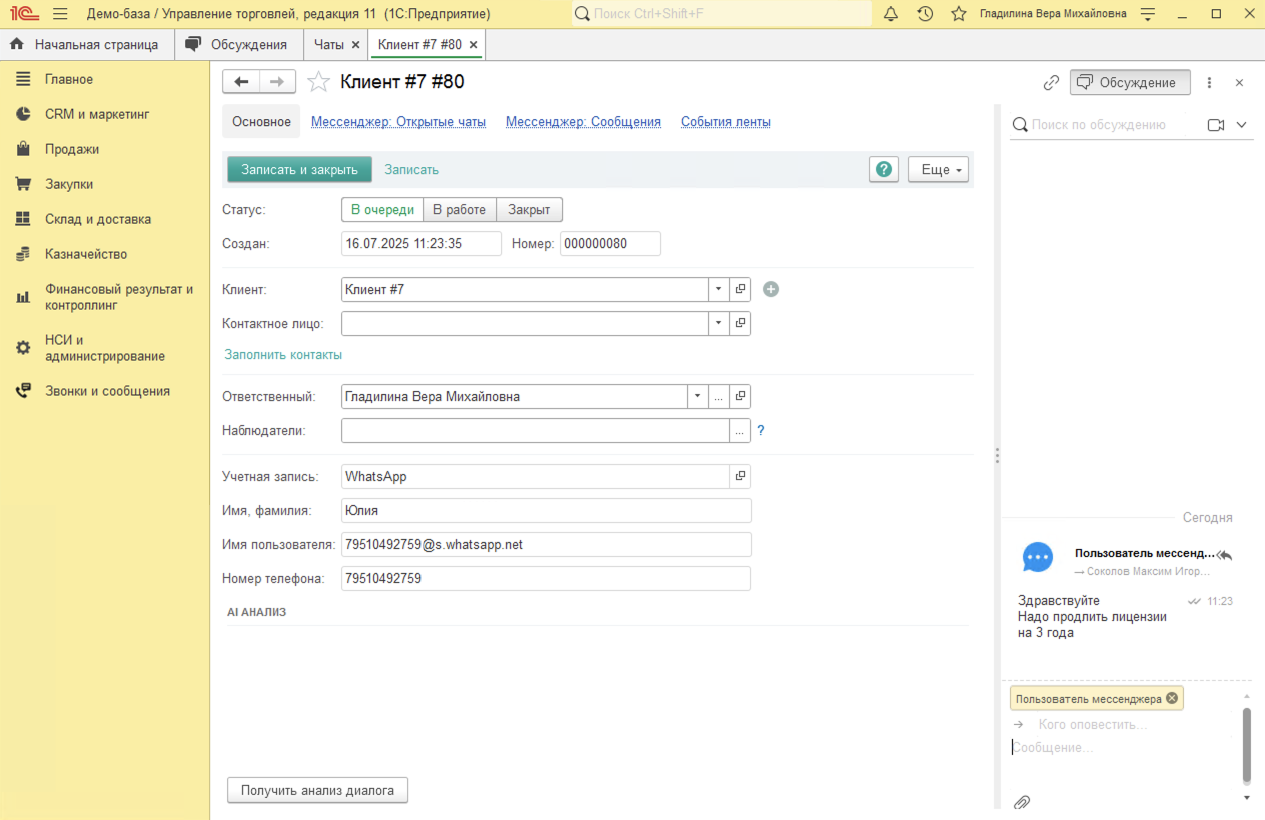 1С Демо-база / Управление торговлей, редакция 11 (1С:Предприятие) Поиск Ctrl+Shift+F Гладилина Вера Михайловна
Начальная страница Обсуждения Чаты × Клиент #7 #80 ×
Главное
CRM и маркетинг
Продажи
Закупки
Склад и доставка
Казначейство
Финансовый результат и
контроллинг
НСИ и
администрирование
Звонки и сообщения
Клиент #7 #80
Основное Мессенджер: Открытые чаты Мессенджер: Сообщения События ленты
Записать и закрыть Записать ? Еще
Статус: В очереди В работе Закрыт
Создан: 16.07.2025 11:23:35 Номер: 000000080
Клиент: Клиент #7
Контактное лицо:
Заполнить контакты
Ответственный: Гладилина Вера Михайловна ...
Наблюдатели: ... ?
Учетная запись: WhatsApp
Имя, фамилия: Юлия
Имя пользователя: 79510492759@s.whatsapp.net
Номер телефона: 79510492759
AI АНАЛИЗ
Получить анализ диалога
Обсуждение
Поиск по обсуждению
Сегодня
Пользователь мессенд...
→ Соколов Максим Игор...
Здравствуйте 11:23
Надо продлить лицензии
на 3 года
Пользователь мессенджера
→ Кого оповестить...
Сообщение...